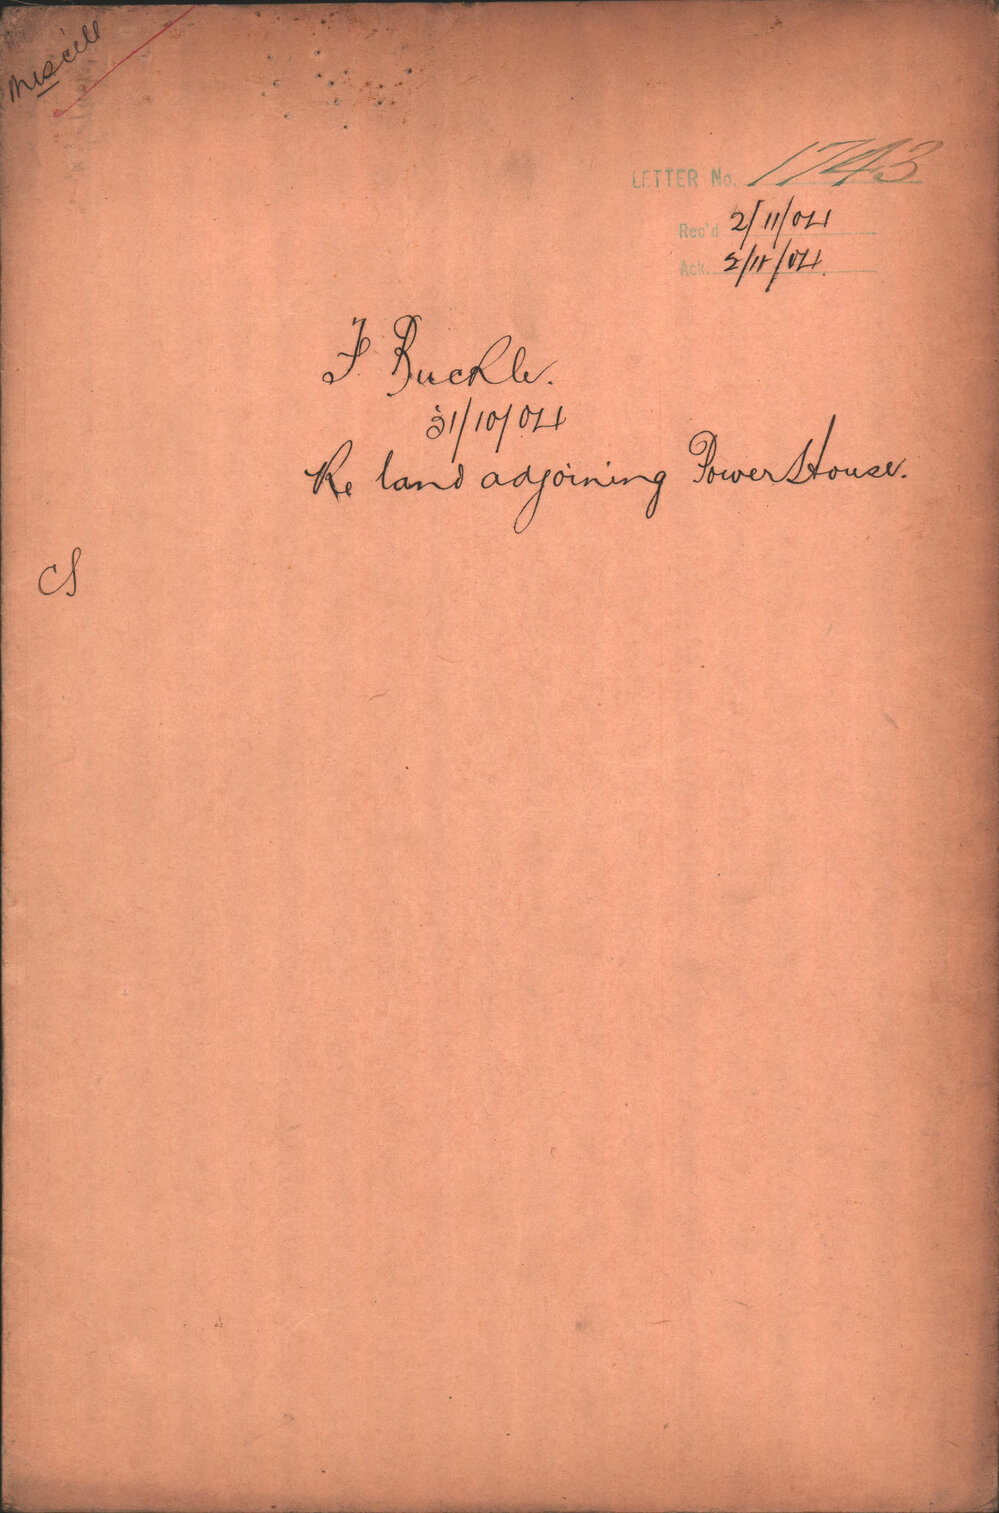 Miscell
LETTER No. 1743
Rec'd 2/11/04
Ack. 2/11/04
F Buckle.
31/10/04
Re land adjoining Power House.
CS